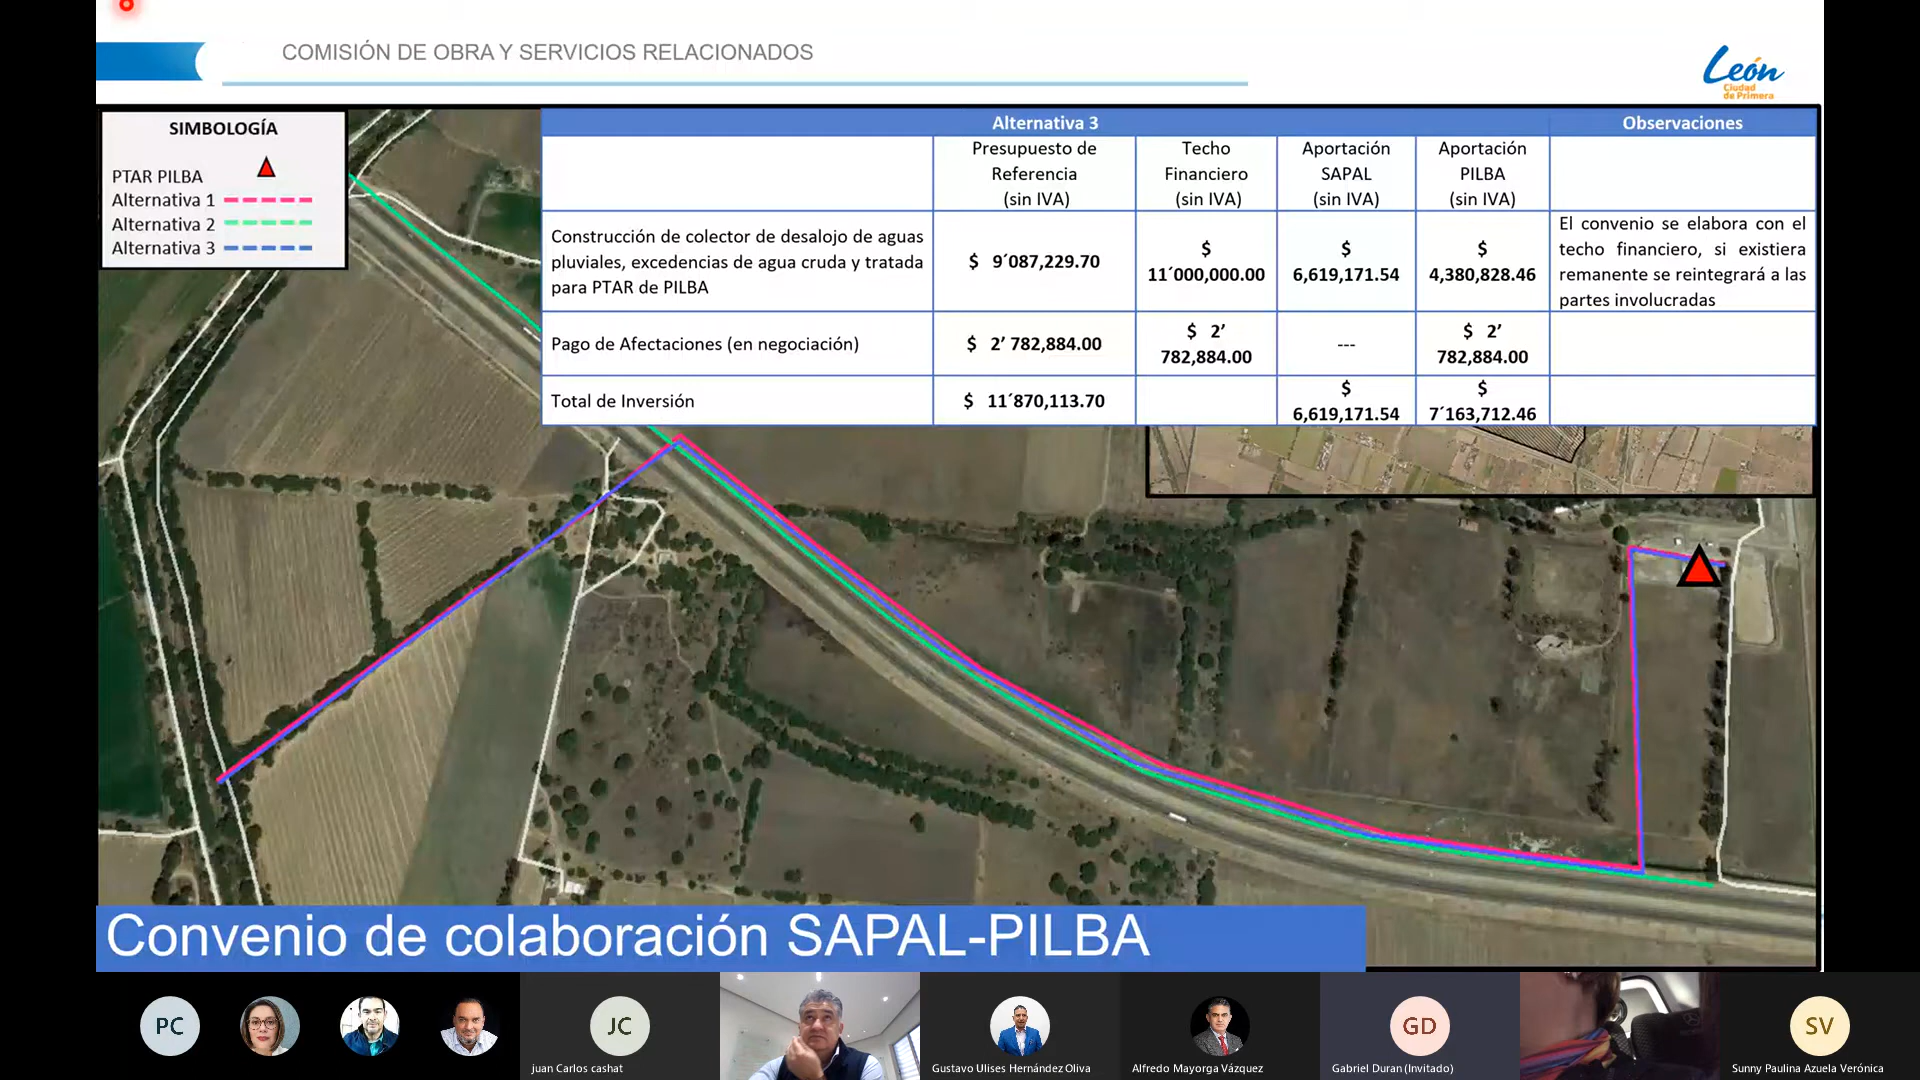 COMISIÓN DE OBRA Y SERVICIOS RELACIONADOS
León
Ciudad
de Primera
SIMBOLOGÍA
PTAR PILBA
Alternativa 1
Alternativa 2
Alternativa 3
Alternativa 3
Observaciones
Presupuesto de
Referencia
(sin IVA)
Techo
Financiero
(sin IVA)
Aportación
SAPAL
(sin IVA)
Aportación
PILBA
(sin IVA)
Construcción de colector de desalojo de aguas
pluviales, excedencias de agua cruda y tratada
para PTAR de PILBA
$ 9´087,229.70
$
11´000,000.00
$
6,619,171.54
$
4,380,828.46
El convenio se elabora con el
techo financiero, si existiera
remanente se reintegrará a las
partes involucradas
Pago de Afectaciones (en negociación)
$ 2’ 782,884.00
$ 2’
782,884.00
---
$ 2’
782,884.00
Total de Inversión
$ 11´870,113.70
$
6,619,171.54
$
7´163,712.46
Convenio de colaboración SAPAL-PILBA
PC
JC
juan Carlos cashat
Gustavo Ulises Hernández Oliva
Alfredo Mayorga Vázquez
GD
Gabriel Duran (Invitado)
SV
Sunny Paulina Azuela Verónica